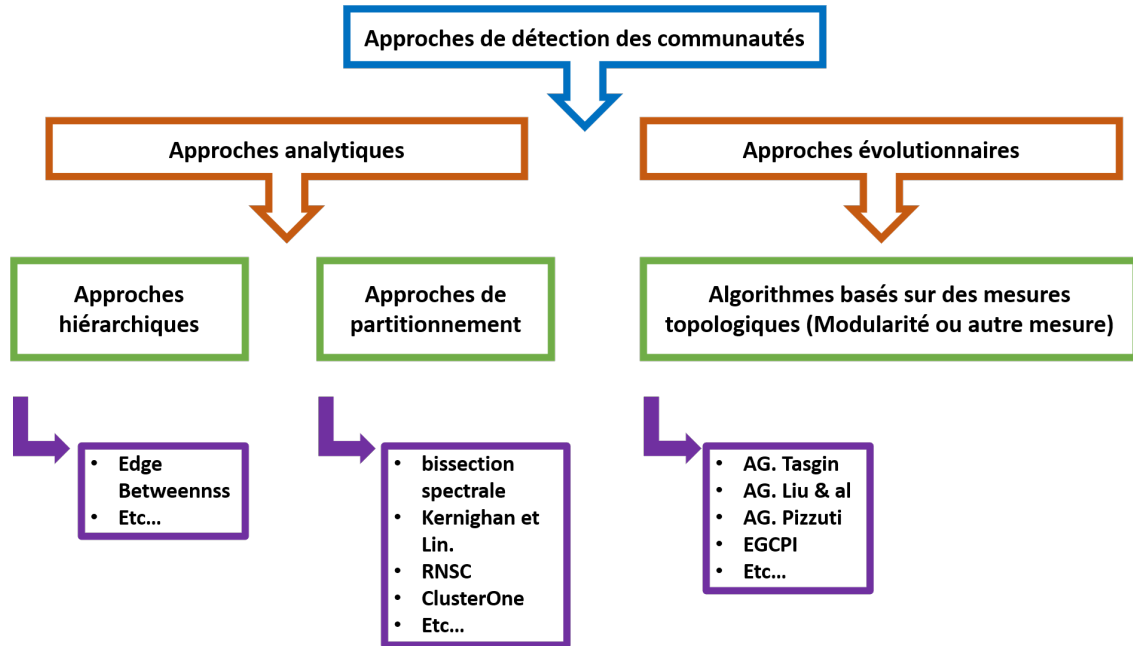 Approches de détection des communautés
Approches analytiques
Approches évolutionnaires
Approches
hiérarchiques
Approches de
partitionnement
Algorithmes basés sur des mesures
topologiques (Modularité ou autre mesure)
• Edge
Betweennss
• Etc...
• bissection
spectrale
• Kernighan et
Lin.
• RNSC
• ClusterOne
• Etc...
• AG. Tasgin
• AG. Liu & al
• AG. Pizzuti
• EGCPI
• Etc...